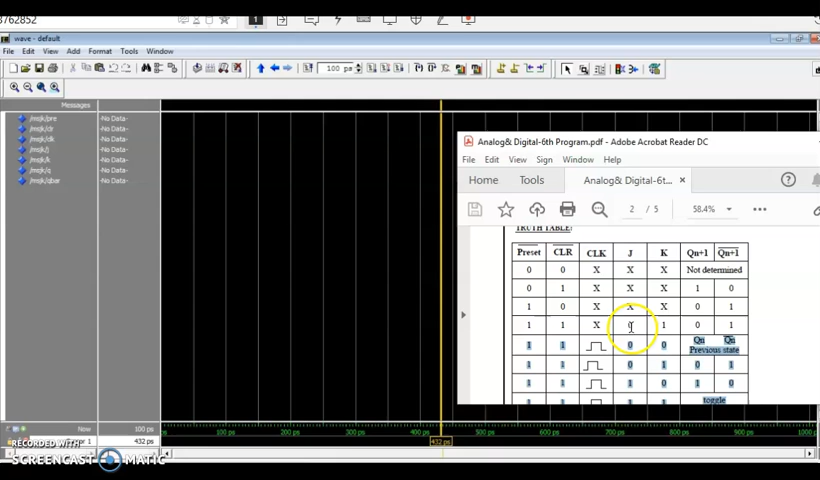 3762852
wave - default
File Edit View Add Format Tools Window
100 ps
Messages
/msjk/pre -No Data-
/msjk/clr -No Data-
/msjk/clk -No Data-
/msjk/j -No Data-
/msjk/k -No Data-
/msjk/q -No Data-
/msjk/qbar -No Data-
Analog& Digital-6th Program.pdf - Adobe Acrobat Reader DC
File Edit View Sign Window Help
Home Tools Analog& Digital-6t... ×
2 / 5 58.4%
TRUTH TABLE:
Preset CLR CLK J K Qn+1 Qn+1
0 0 X X X Not determined
0 1 X X X 1 0
1 0 X X X 0 1
1 1 X 0 1 0 1
1 1 0 0 Qn Qn
Previous state
1 1 0 1 0 1
1 1 1 0 1 0
1 1 1 1 toggle
Now 100 ps
432 ps
100 ps 200 ps 300 ps 400 ps 500 ps 600 ps 700 ps 800 ps 900 ps
432 ps
RECORDED WITH
SCREENCAST MATIC